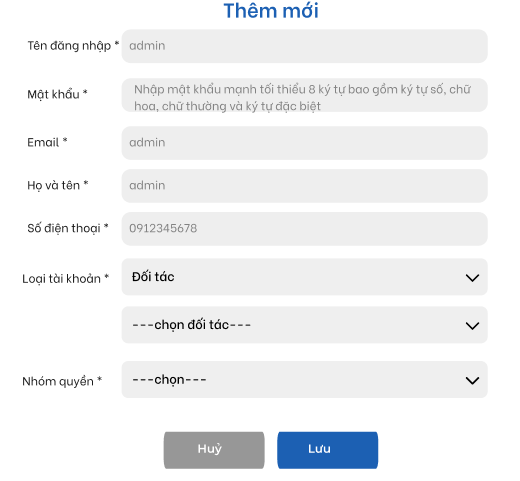 Thêm mới
Tên đăng nhập * admin
Mật khẩu * Nhập mật khẩu mạnh tối thiểu 8 ký tự bao gồm ký tự số, chữ
hoa, chữ thường và ký tự đặc biệt
Email * admin
Họ và tên * admin
Số điện thoại * 0912345678
Loại tài khoản * Đối tác
---chọn đối tác---
Nhóm quyền * ---chọn---
Huỷ Lưu